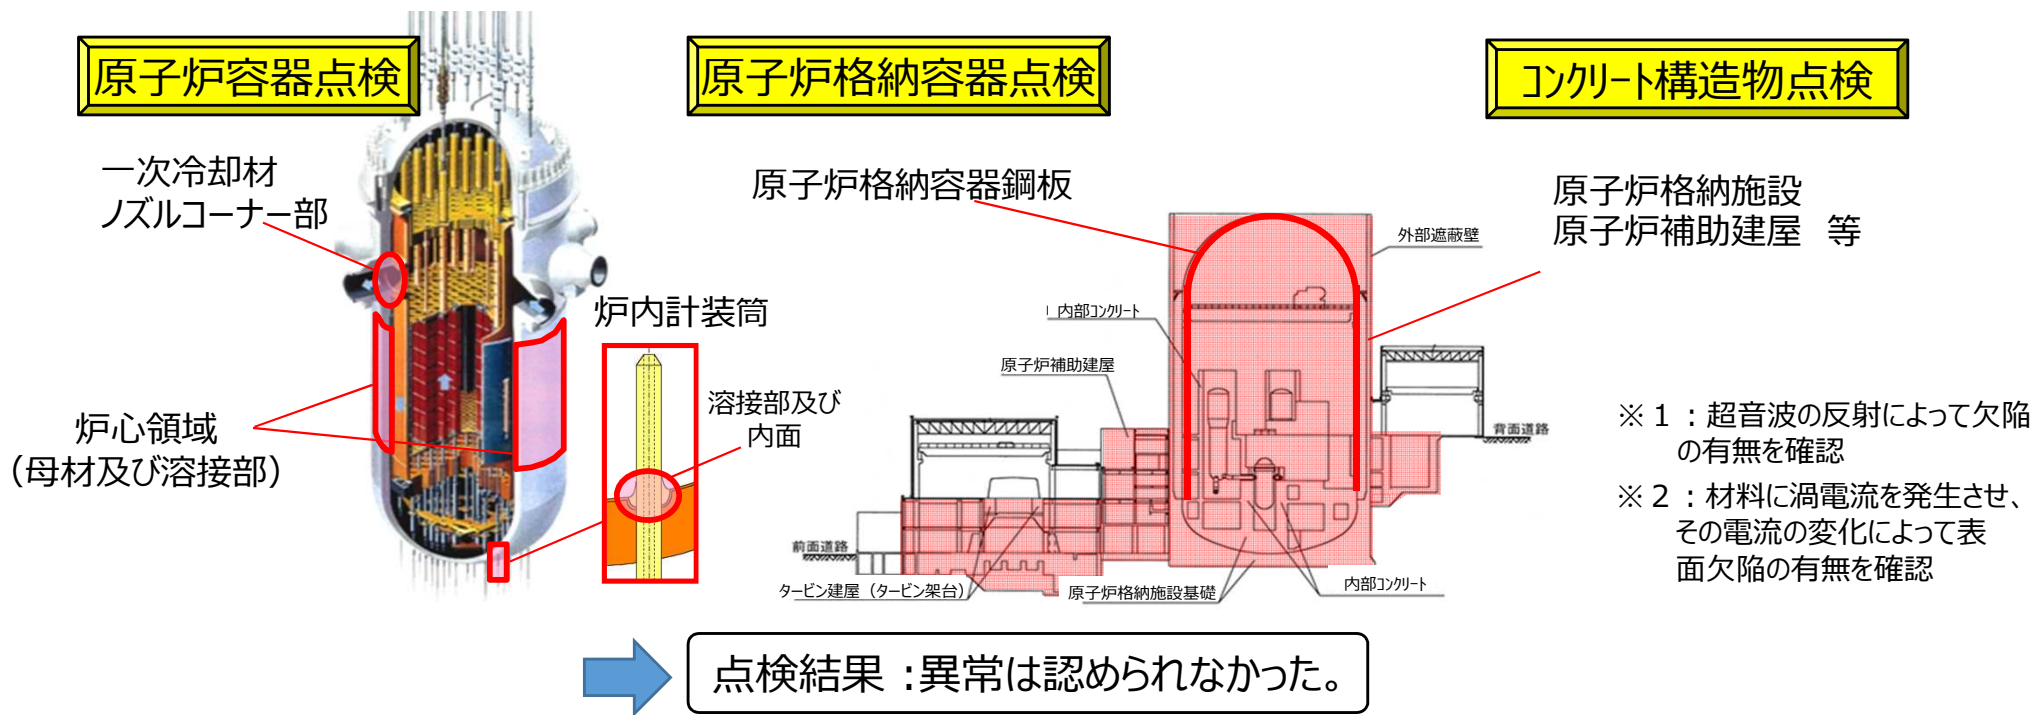 原子炉容器点検
原子炉格納容器点検
コンクリート構造物点検
一次冷却材
ノズルコーナー部
炉心領域
（母材及び溶接部）
炉内計装筒
溶接部及び
内面
原子炉格納容器鋼板
原子炉格納施設
原子炉補助建屋 等
外部遮蔽壁
内部コンクリート
原子炉補助建屋
背面道路
前面道路
タービン建屋（タービン架台）
原子炉格納施設基礎
内部コンクリート
※１：超音波の反射によって欠陥
の有無を確認
※２：材料に渦電流を発生させ、
その電流の変化によって表
面欠陥の有無を確認
点検結果：異常は認められなかった。